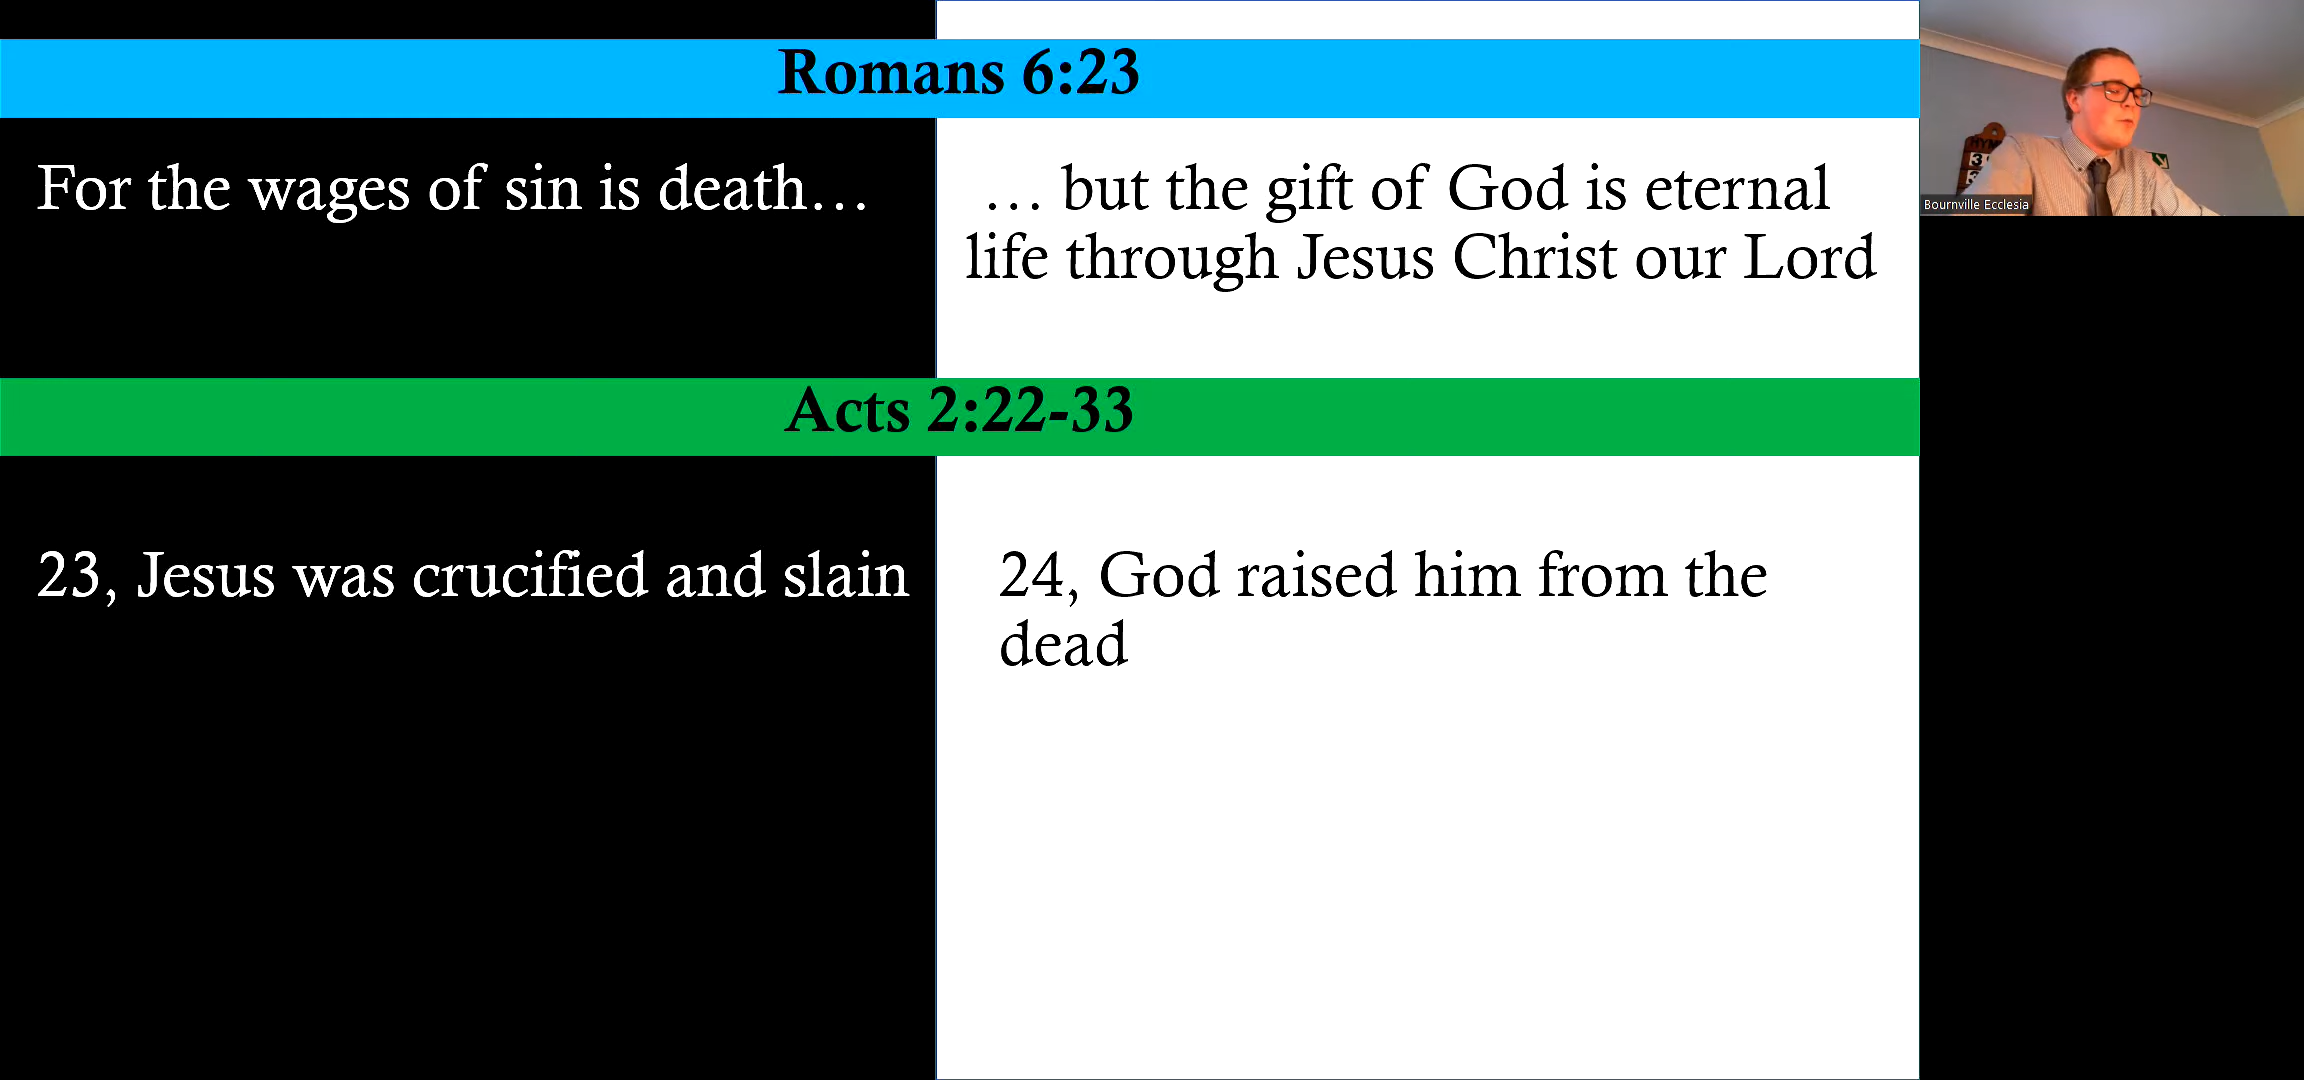 Romans 6:23
For the wages of sin is death…
… but the gift of God is eternal
life through Jesus Christ our Lord
Acts 2:22-33
23, Jesus was crucified and slain
24, God raised him from the
dead
Bournville Ecclesia